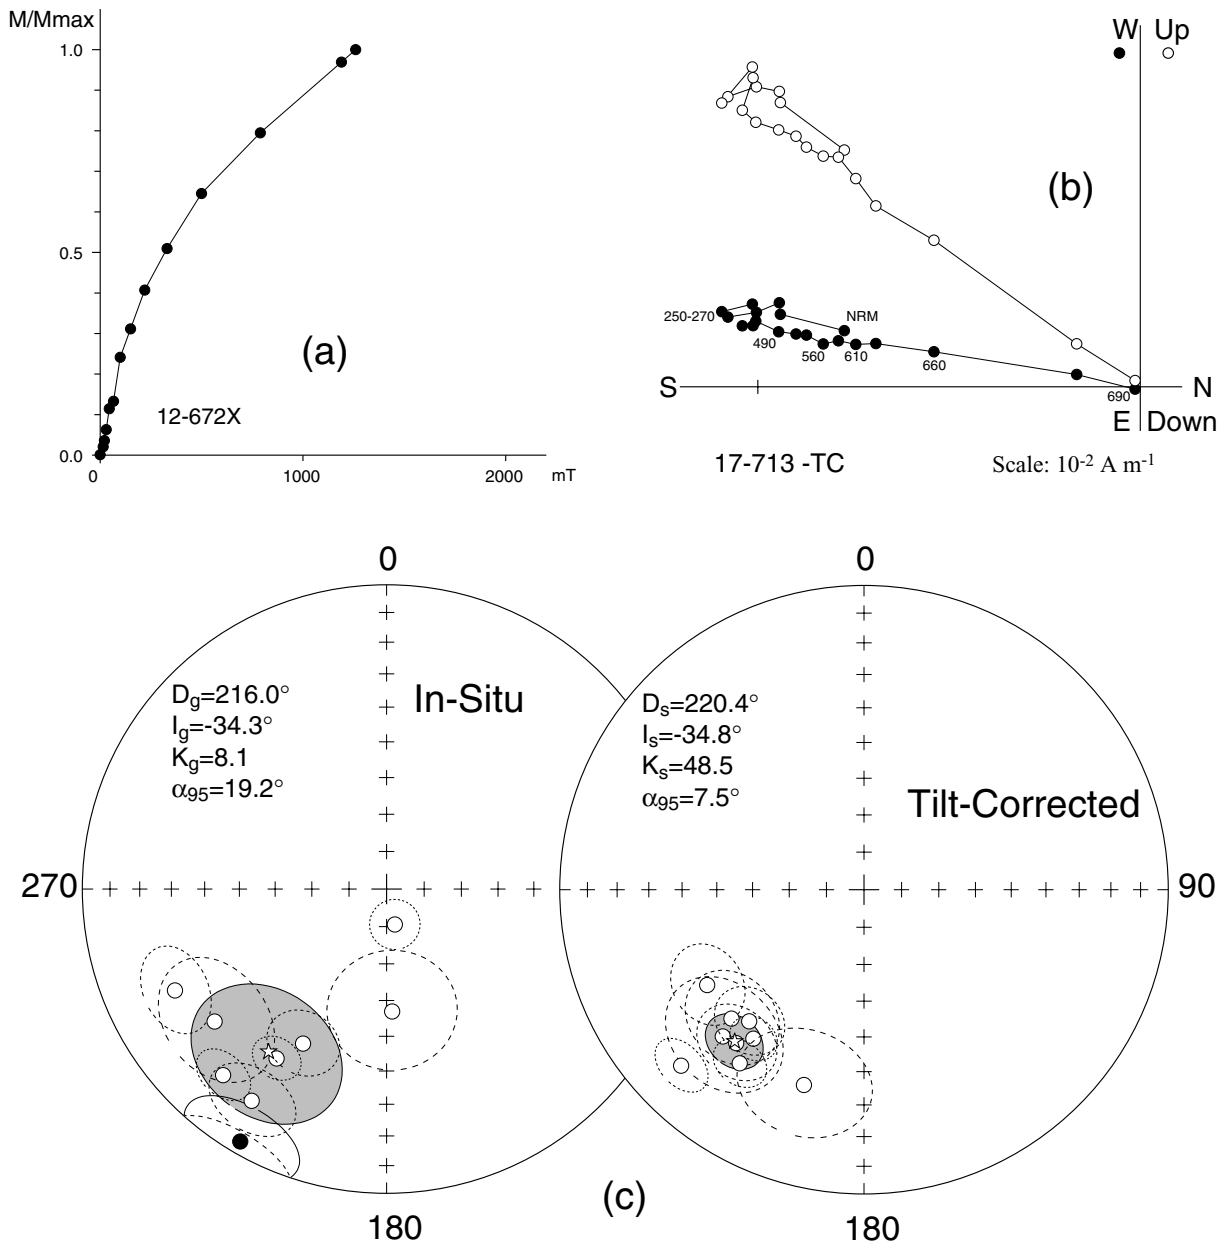 M/Mmax
1.0
0.5
0.0
0
1000
2000
mT
(a)
12-672X
W Up
(b)
250-270
NRM
490
560
610
660
690
S
N
E Down
17-713 -TC
Scale: 10-2 A m-1
0
In-Situ
Dg=216.0°
Ig=-34.3°
Kg=8.1
α95=19.2°
270
180
0
Ds=220.4°
Is=-34.8°
Ks=48.5
α95=7.5°
Tilt-Corrected
90
180
(c)